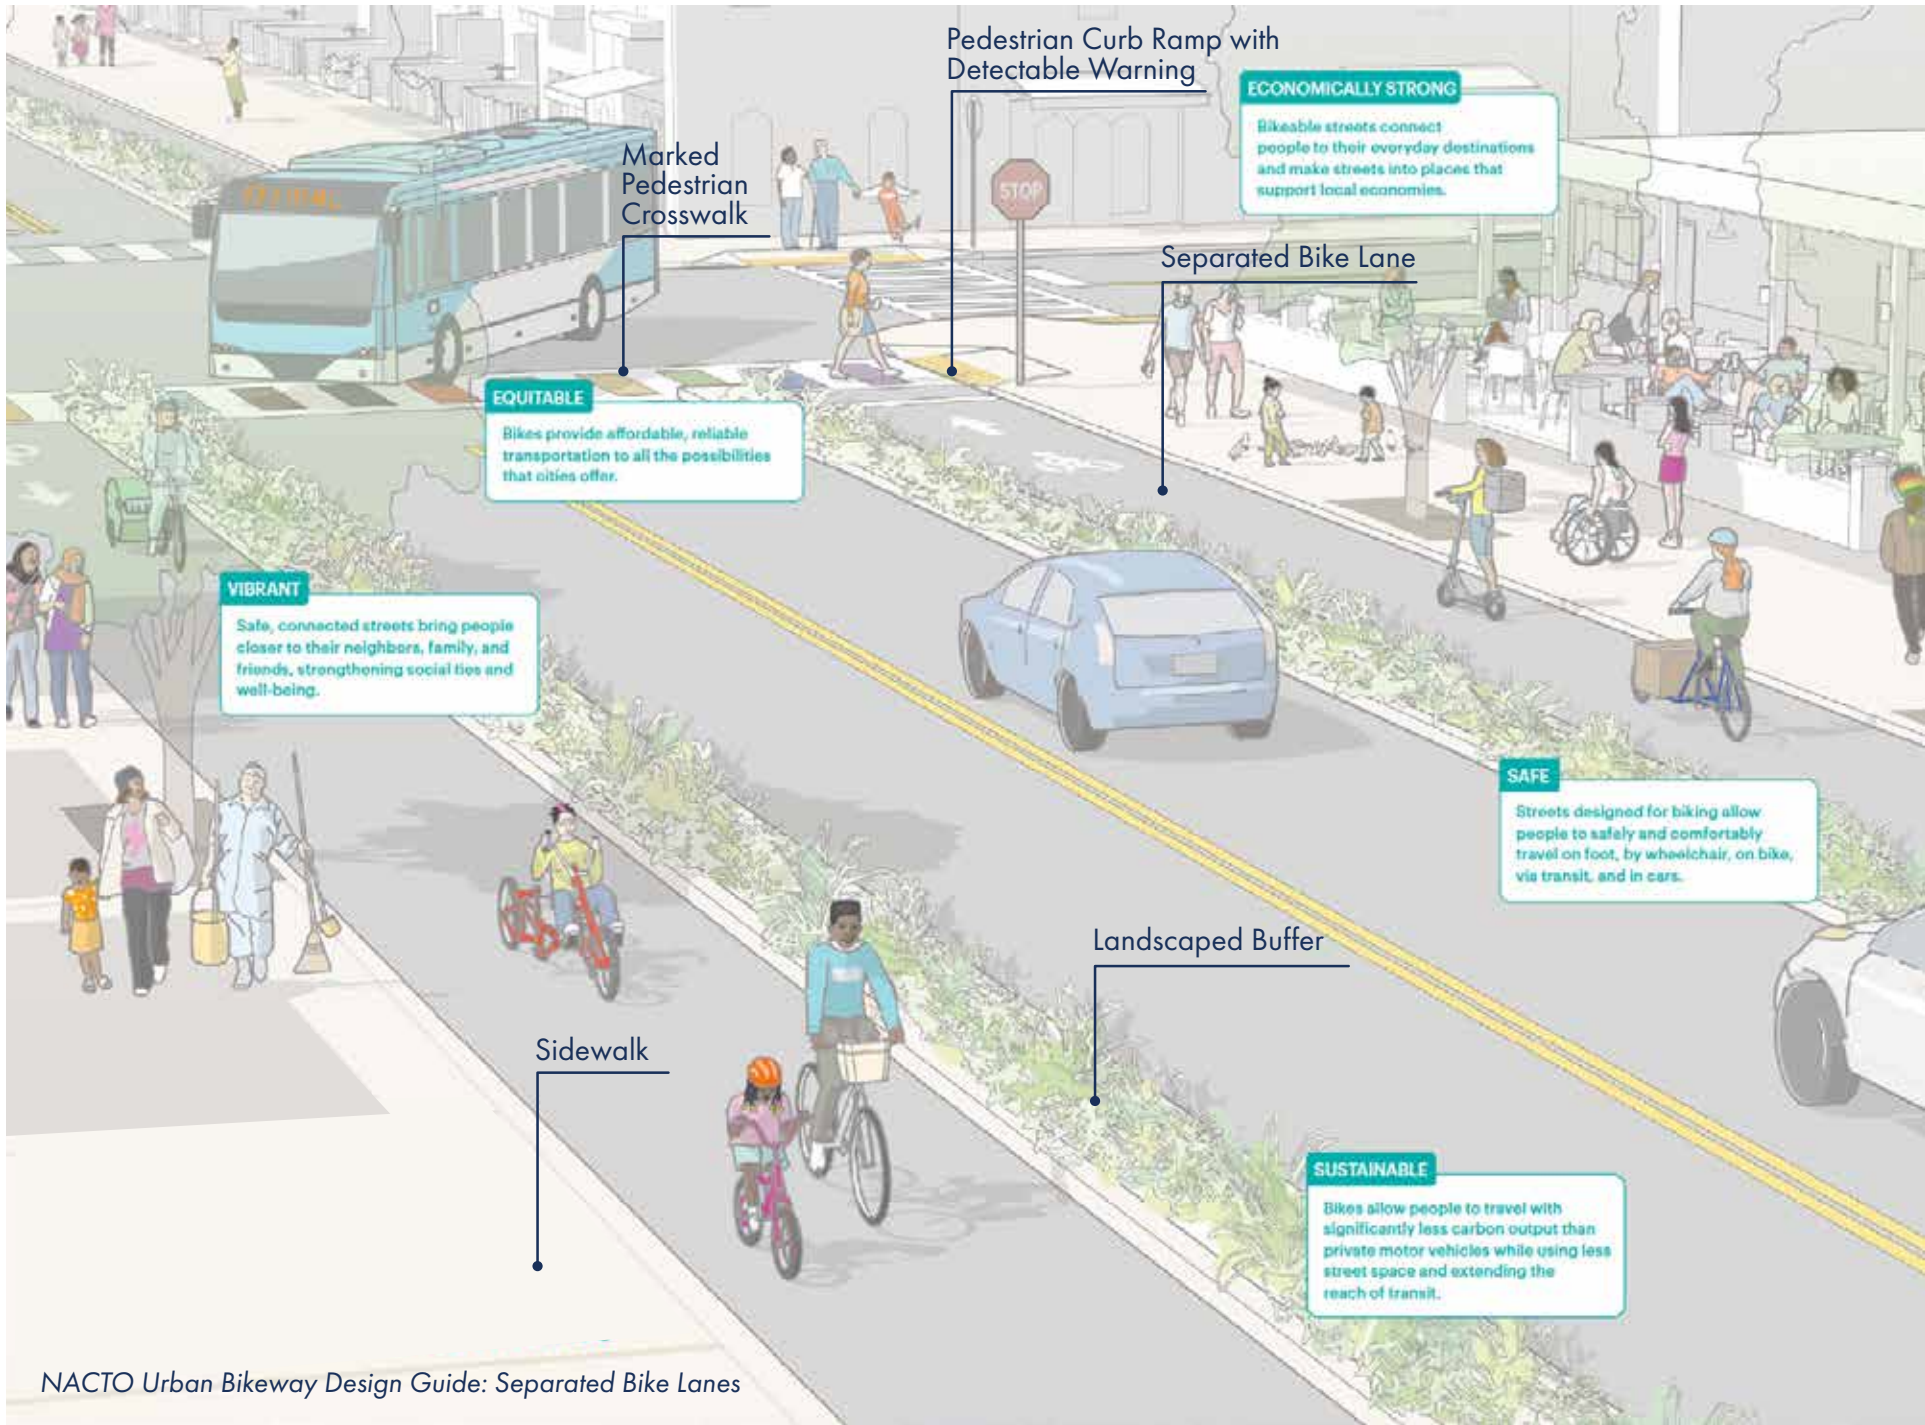 Pedestrian Curb Ramp with
Detectable Warning
ECONOMICALLY STRONG
Bikeable streets connect
people to their everyday destinations
and make streets into places that
support local economies.
Marked
Pedestrian
Crosswalk
STOP
Separated Bike Lane
EQUITABLE
Bikes provide affordable, reliable
transportation to all the possibilities
that cities offer.
VIBRANT
Safe, connected streets bring people
closer to their neighbors, family, and
friends, strengthening social ties and
well-being.
SAFE
Streets designed for biking allow
people to safely and comfortably
travel on foot, by wheelchair, on bike,
via transit, and in cars.
Landscaped Buffer
Sidewalk
SUSTAINABLE
Bikes allow people to travel with
significantly less carbon output than
private motor vehicles while using less
street space and extending the
reach of transit.
NACTO Urban Bikeway Design Guide: Separated Bike Lanes